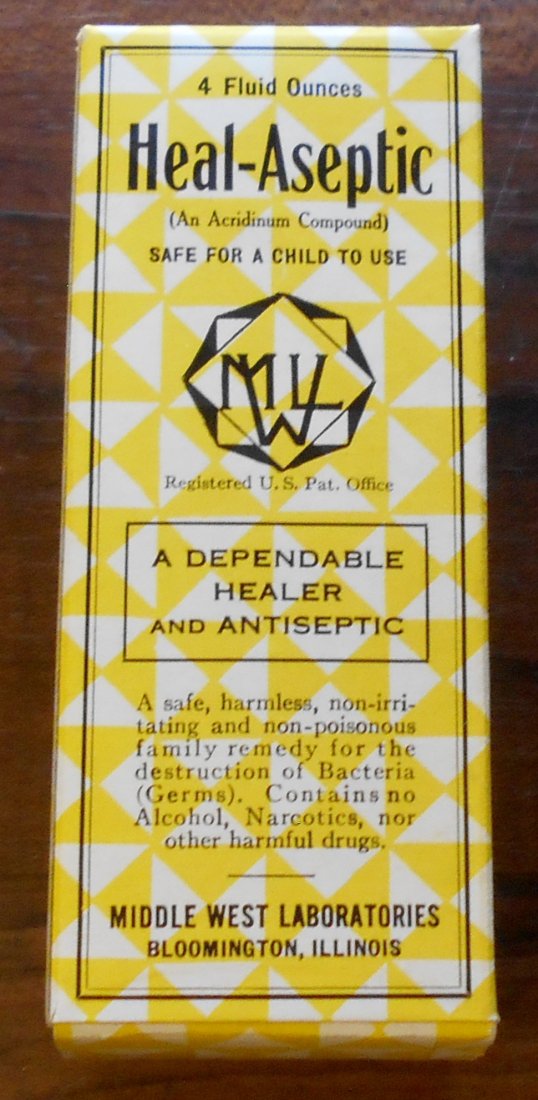 4 Fluid Ounces
Heal-Aseptic
(An Acridinum Compound)
SAFE FOR A CHILD TO USE
MWL
Registered U. S. Pat. Office
A DEPENDABLE
HEALER
AND ANTISEPTIC
A safe, harmless, non-irri-
tating and non-poisonous
family remedy for the
destruction of Bacteria
(Germs). Contains no
Alcohol, Narcotics, nor
other harmful drugs.
MIDDLE WEST LABORATORIES
BLOOMINGTON, ILLINOIS